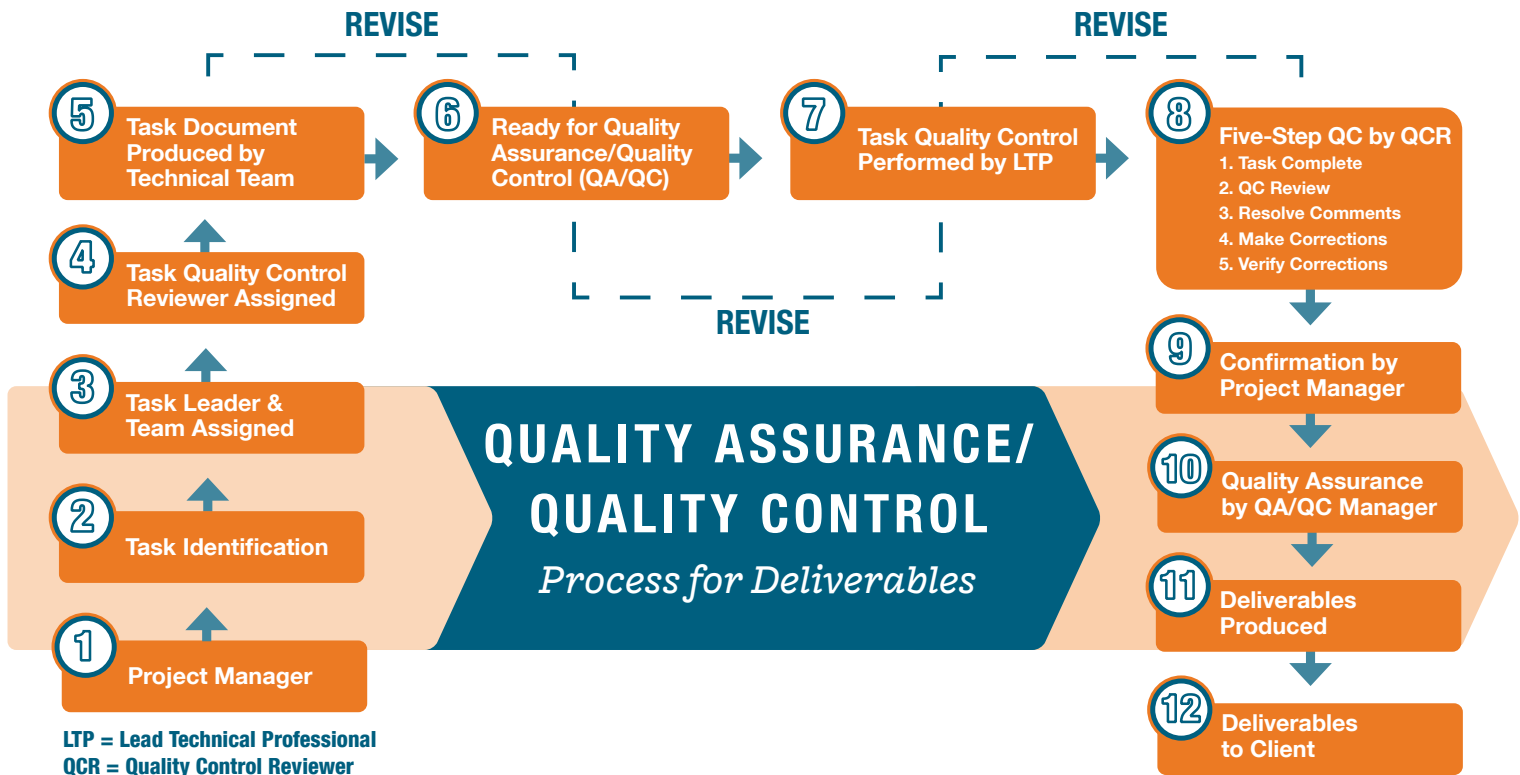 REVISE
REVISE
5
Task Document
Produced by
Technical Team
6
Ready for Quality
Assurance/Quality
Control (QA/QC)
7
Task Quality Control
Performed by LTP
8
Five-Step QC by QCR
1. Task Complete
2. QC Review
3. Resolve Comments
4. Make Corrections
5. Verify Corrections
4
Task Quality Control
Reviewer Assigned
REVISE
3
Task Leader &
Team Assigned
9
Confirmation by
Project Manager
QUALITY ASSURANCE/
QUALITY CONTROL
Process for Deliverables
2
Task Identification
10
Quality Assurance
by QA/QC Manager
1
Project Manager
11
Deliverables
Produced
12
Deliverables
to Client
LTP = Lead Technical Professional
QCR = Quality Control Reviewer